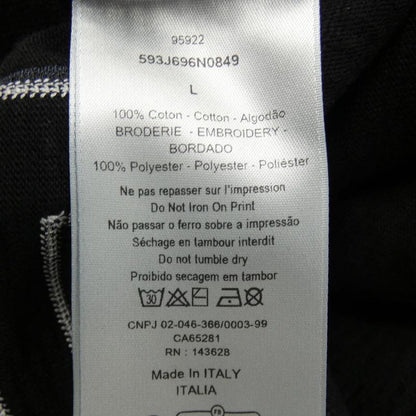 95922
593J696N0849
L
100% Coton - Cotton - Algodão
BRODERIE - EMBROIDERY -
BORDADO
100% Polyester - Polyester - Poliéster
Ne pas repasser sur l'impression
Do Not Iron On Print
Não passar o ferro sobre a impressão
Séchage en tambour interdit
Do not tumble dry
Proibido secagem em tambor
30
CNPJ 02-046-366/0003-99
CA65281
RN : 143628
Made In ITALY
ITALIA